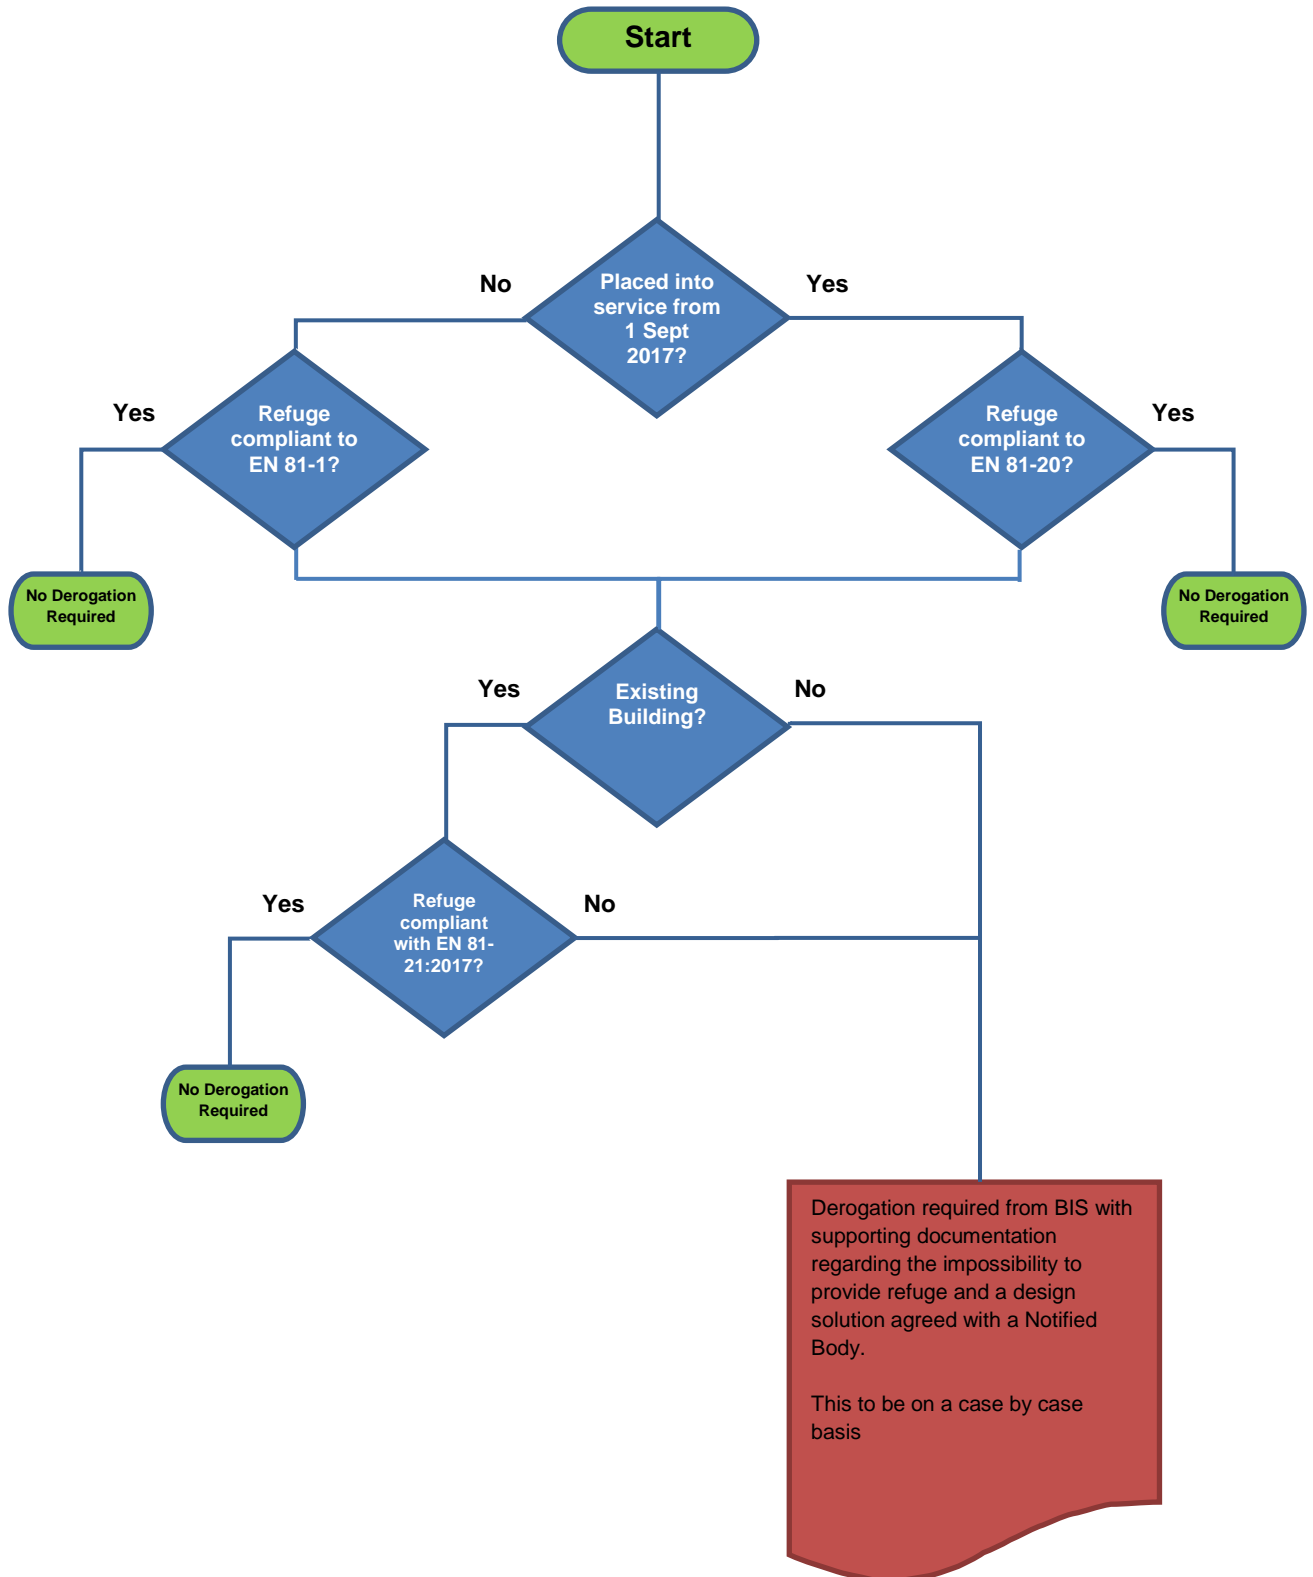 Start
No
Placed into
service from
1 Sept
2017?
Yes
Yes
Refuge
compliant to
EN 81-1?
Refuge
compliant to
EN 81-20?
Yes
No Derogation
Required
No Derogation
Required
Yes
Existing
Building?
No
Yes
Refuge
compliant
with EN 81-
21:2017?
No
No Derogation
Required
Derogation required from BIS with
supporting documentation
regarding the impossibility to
provide refuge and a design
solution agreed with a Notified
Body.
This to be on a case by case
basis